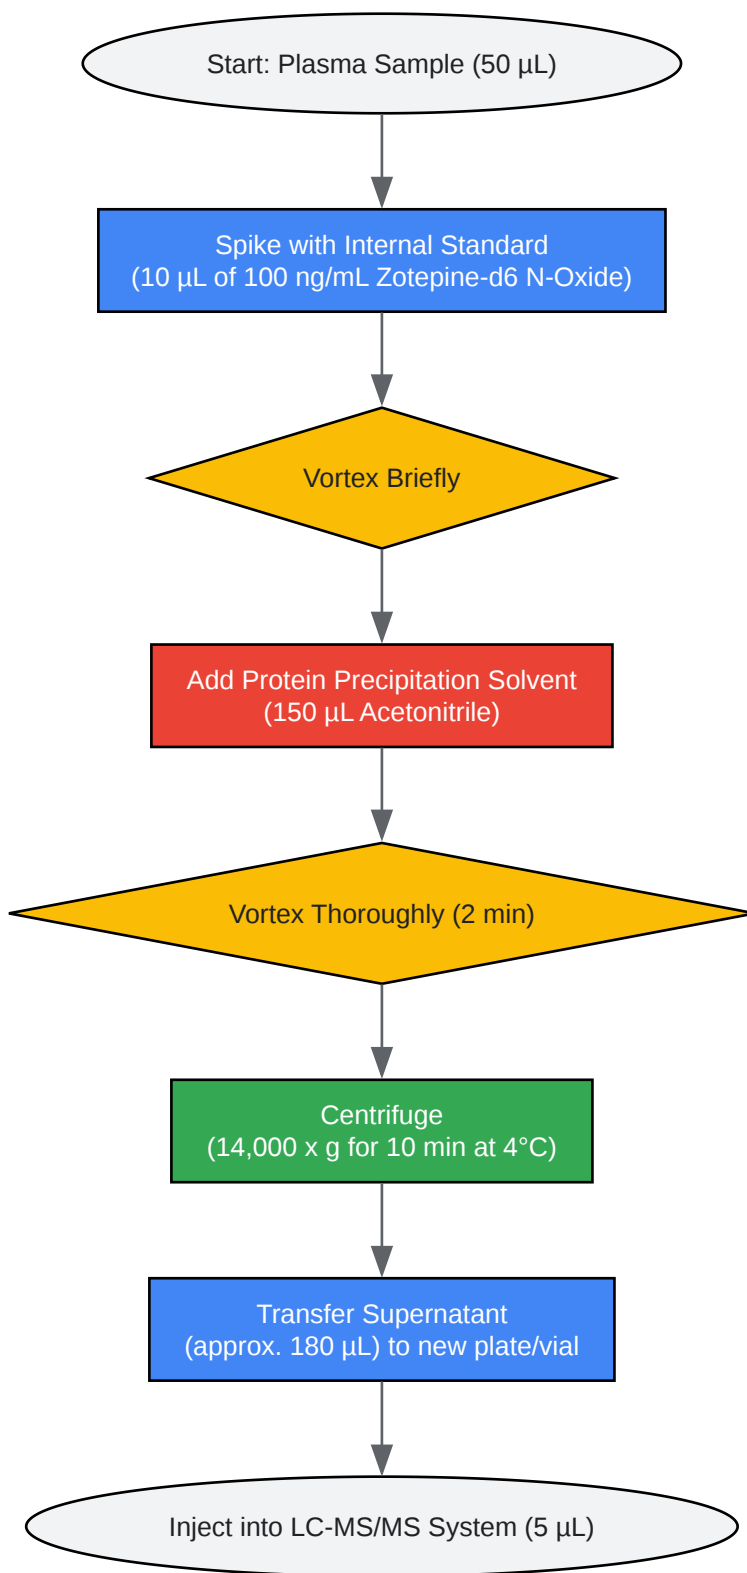 Start: Plasma Sample (50 µL)
Spike with Internal Standard
(10 µL of 100 ng/mL Zotepine-d6 N-Oxide)
Vortex Briefly
Add Protein Precipitation Solvent
(150 µL Acetonitrile)
Vortex Thoroughly (2 min)
Centrifuge
(14,000 x g for 10 min at 4°C)
Transfer Supernatant
(approx. 180 µL) to new plate/vial
Inject into LC-MS/MS System (5 µL)